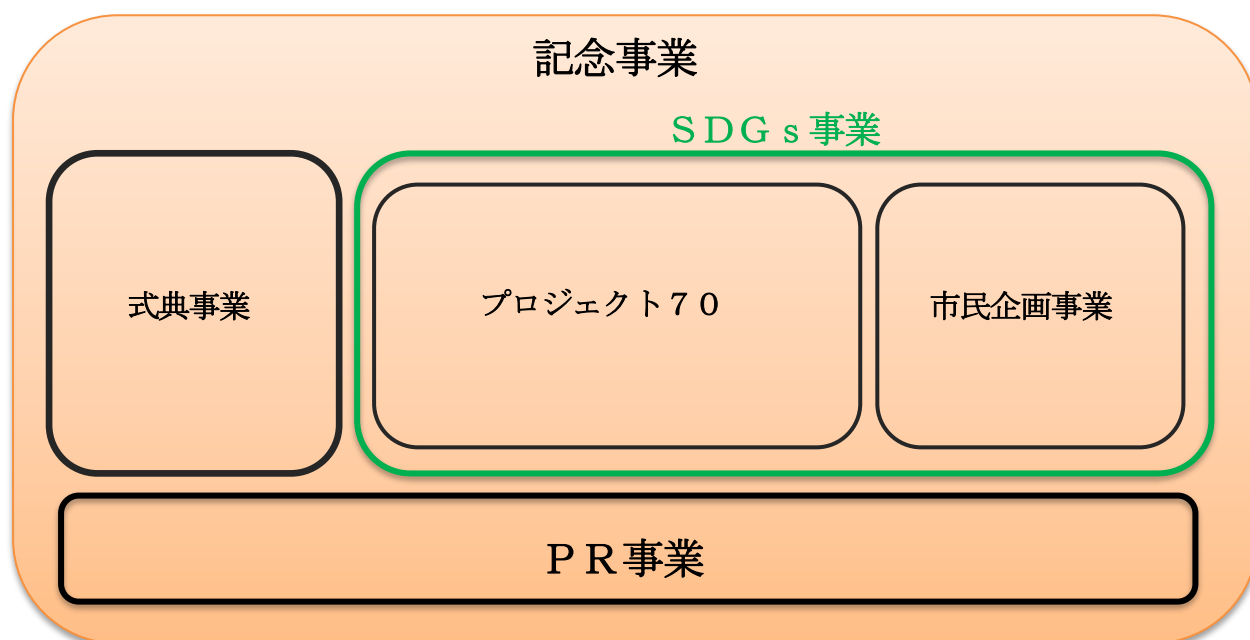 記念事業
ＳＤＧｓ事業
式典事業
プロジェクト７０
市民企画事業
ＰＲ事業